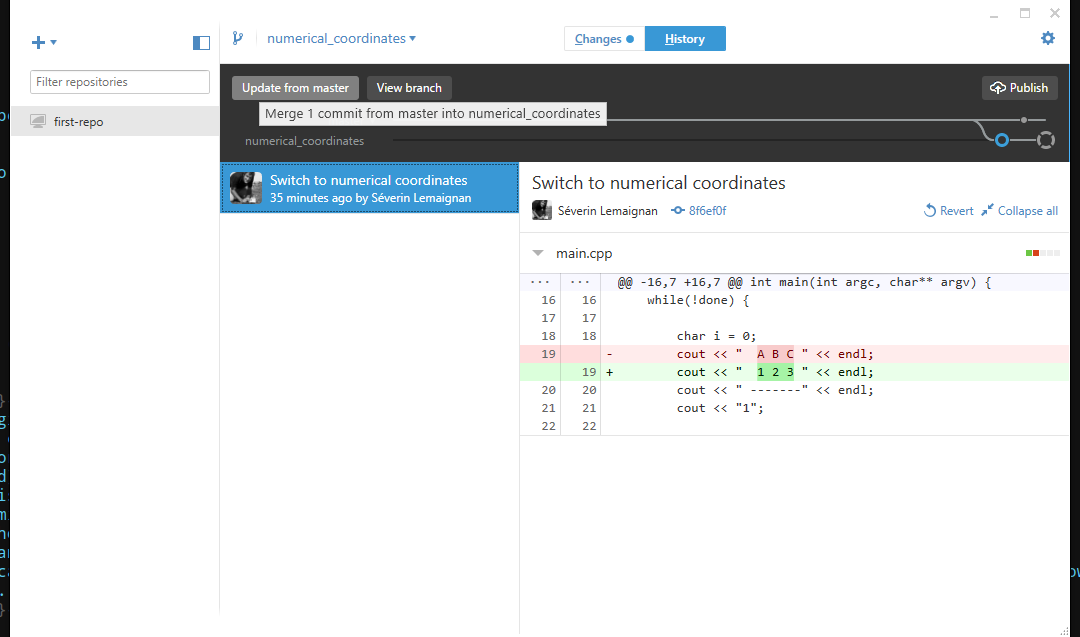 numerical_coordinates
Changes
History
Filter repositories
first-repo
Update from master
View branch
Publish
Merge 1 commit from master into numerical_coordinates
numerical_coordinates
Switch to numerical coordinates
35 minutes ago by Séverin Lemaignan
Switch to numerical coordinates
Séverin Lemaignan 8f6ef0f
Revert Collapse all
main.cpp
... ... @@ -16,7 +16,7 @@ int main(int argc, char** argv) {
16 16 while(!done) {
17 17
18 18 char i = 0;
19 - cout << "  A B C " << endl;
19 + cout << "  1 2 3 " << endl;
20 20 cout << " -------" << endl;
21 21 cout << "1";
22 22